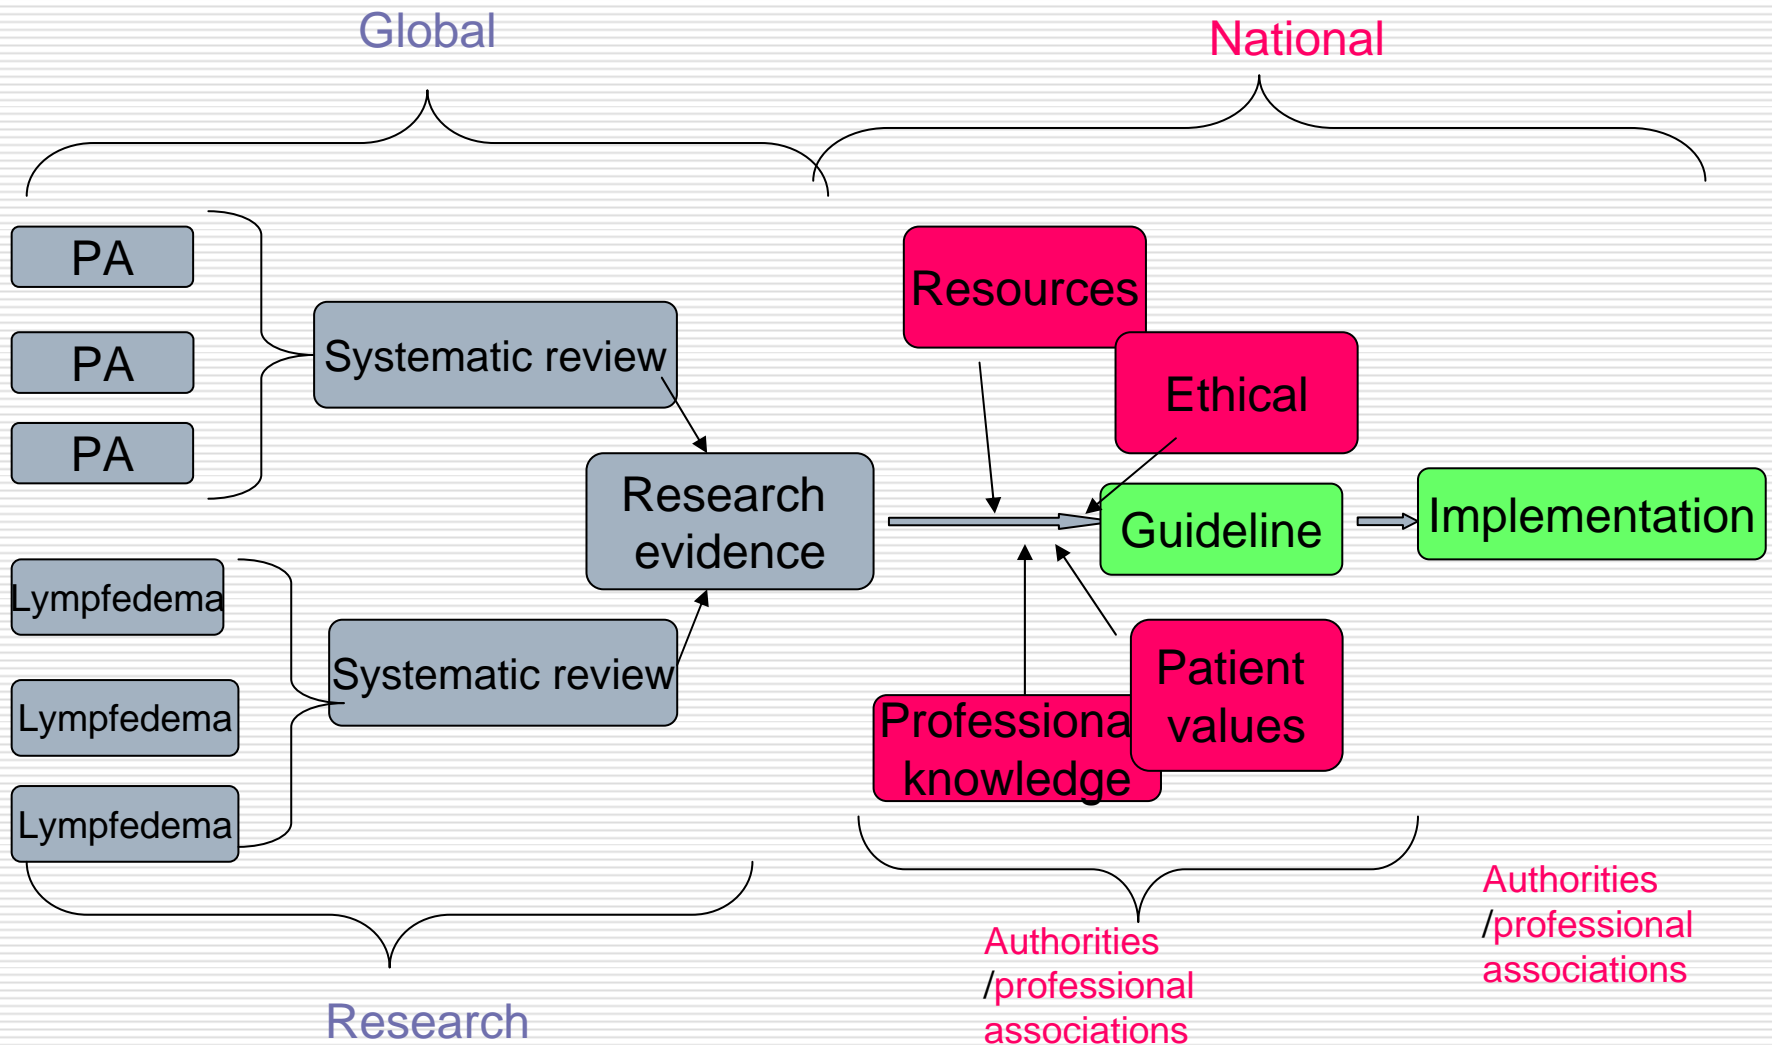 Global
National
PA
PA
PA
Systematic review
Resources
Ethical
Research
evidence
Guideline
Implementation
Lympfedema
Lympfedema
Lympfedema
Systematic review
Professional
knowledge
Patient
values
Research
Authorities
/professional
associations
Authorities
/professional
associations